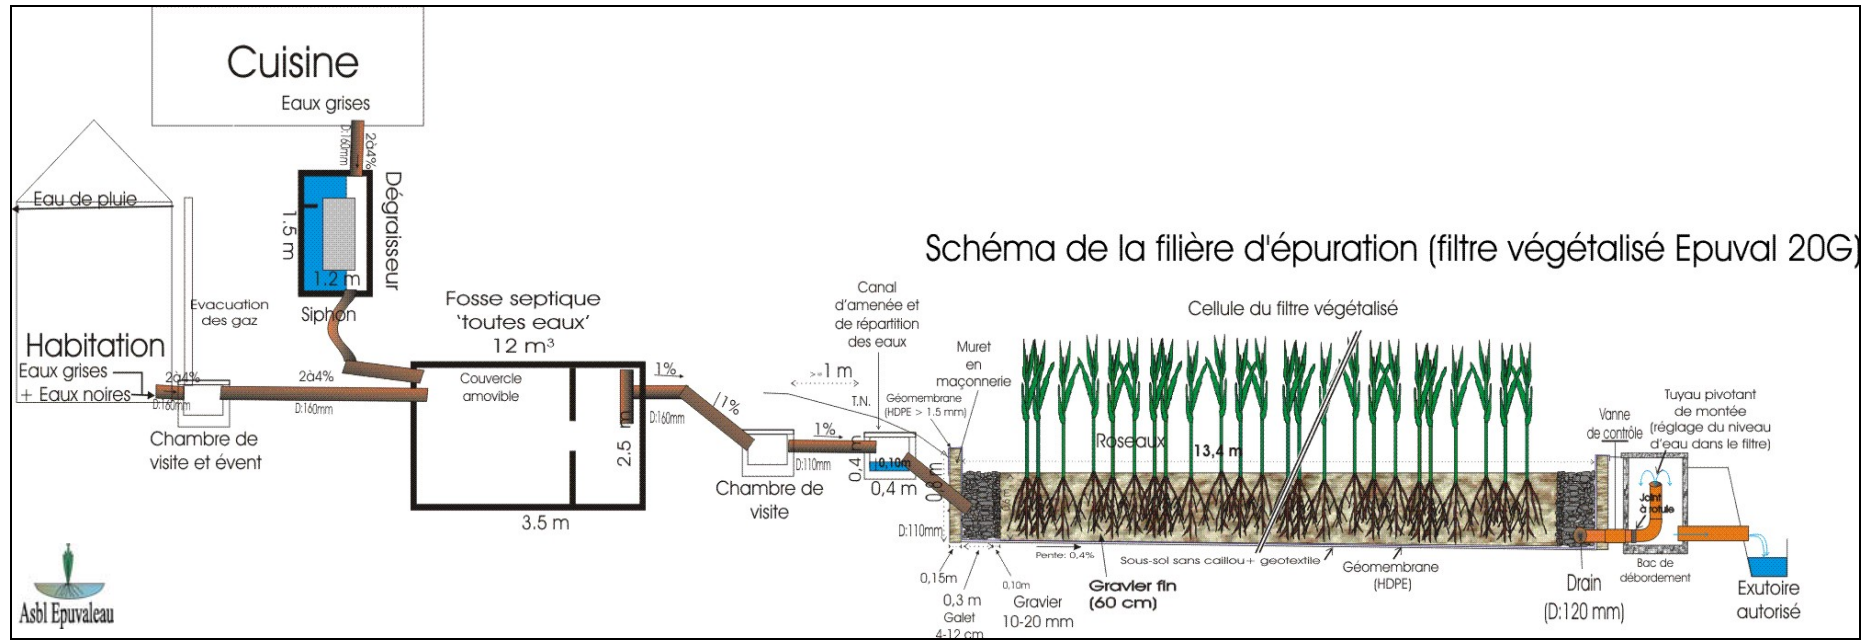 Cuisine
Eaux grises
D:160mm
2à4%
Dégraisseur
1.5 m
1.2 m
Siphon
Eau de pluie
Evacuation
des gaz
Habitation
Eaux grises
+ Eaux noires
2à4%
D:160mm
2à4%
D:160mm
Chambre de
visite et évent
Fosse septique
'toutes eaux'
12 m³
Couvercle
amovible
2.5 m
3.5 m
1%
D:160mm
1%
Chambre de
visite
1%
D:110mm
>=1 m
T.N.
Canal
d'amenée et
de répartition
des eaux
0,4 m
0,10m
0,4 m
Schéma de la filière d'épuration (filtre végétalisé Epuval 20G)
Muret
en
maçonnerie
Géomembrane
(HDPE > 1.5 mm)
0,8 m
D:110mm
Cellule du filtre végétalisé
Roseaux
13,4 m
Pente: 0,4%
Sous-sol sans caillou+ geotextile
0,15m
0,3 m
Galet
4-12 cm
0,10m
Gravier
10-20 mm
Gravier fin
(60 cm)
Géomembrane
(HDPE)
Vanne
de contrôle
Tuyau pivotant
de montée
(réglage du niveau
d'eau dans le filtre)
Joint
à rotule
Bac de
débordement
Drain
(D:120 mm)
Exutoire
autorisé
Asbl Epuvaleau